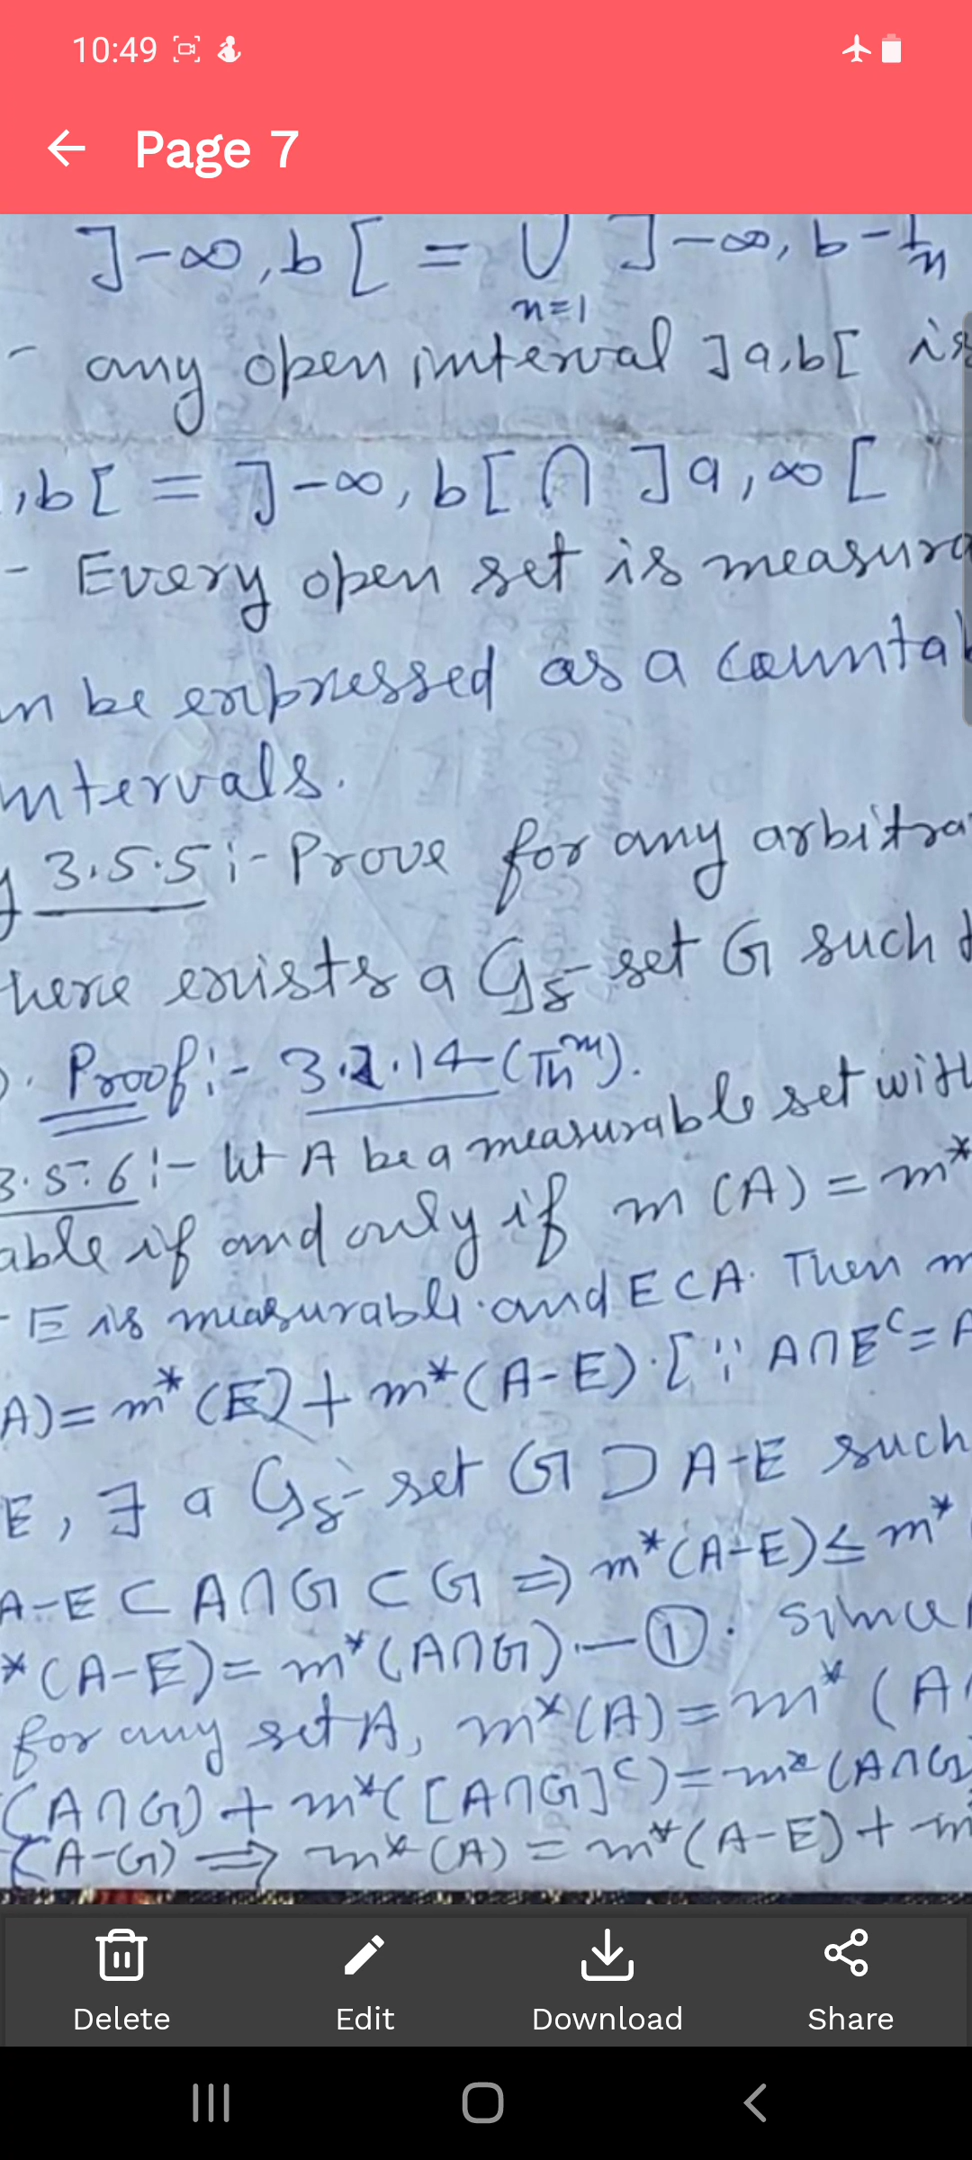 10:49
Page 7
]-∞, b[ = ∪ ]-∞, b-1/n
n=1
- any open interval ]a,b[ is
,b[ = ]-∞, b[ ∩ ]a, ∞[
- Every open set is measura
n be expressed as a countab
intervals.
y 3.5.5 :- Prove for any arbitra
here exists a Gδ-set G such t
). Proof:- 3.2.14 (Thm).
3.5.6 :- Let A be a measurable set with
able if and only if m(A) = m*
- E is measurable and E⊂A. Then m
A) = m*(E) + m*(A-E). [∵ A∩E^c = A
E, ∃ a Gδ-set G ⊃ A-E such
A-E ⊂ A∩G ⊂ G ⇒ m*(A-E) ≤ m*
*(A-E) = m*(A∩G). — ①. Since
for any set A, m*(A) = m*(A∩
(A∩G) + m*([A∩G]^c) = m*(A∩G)
(A-G) ⟹ m*(A) = m*(A-E) + m
Delete Edit Download Share